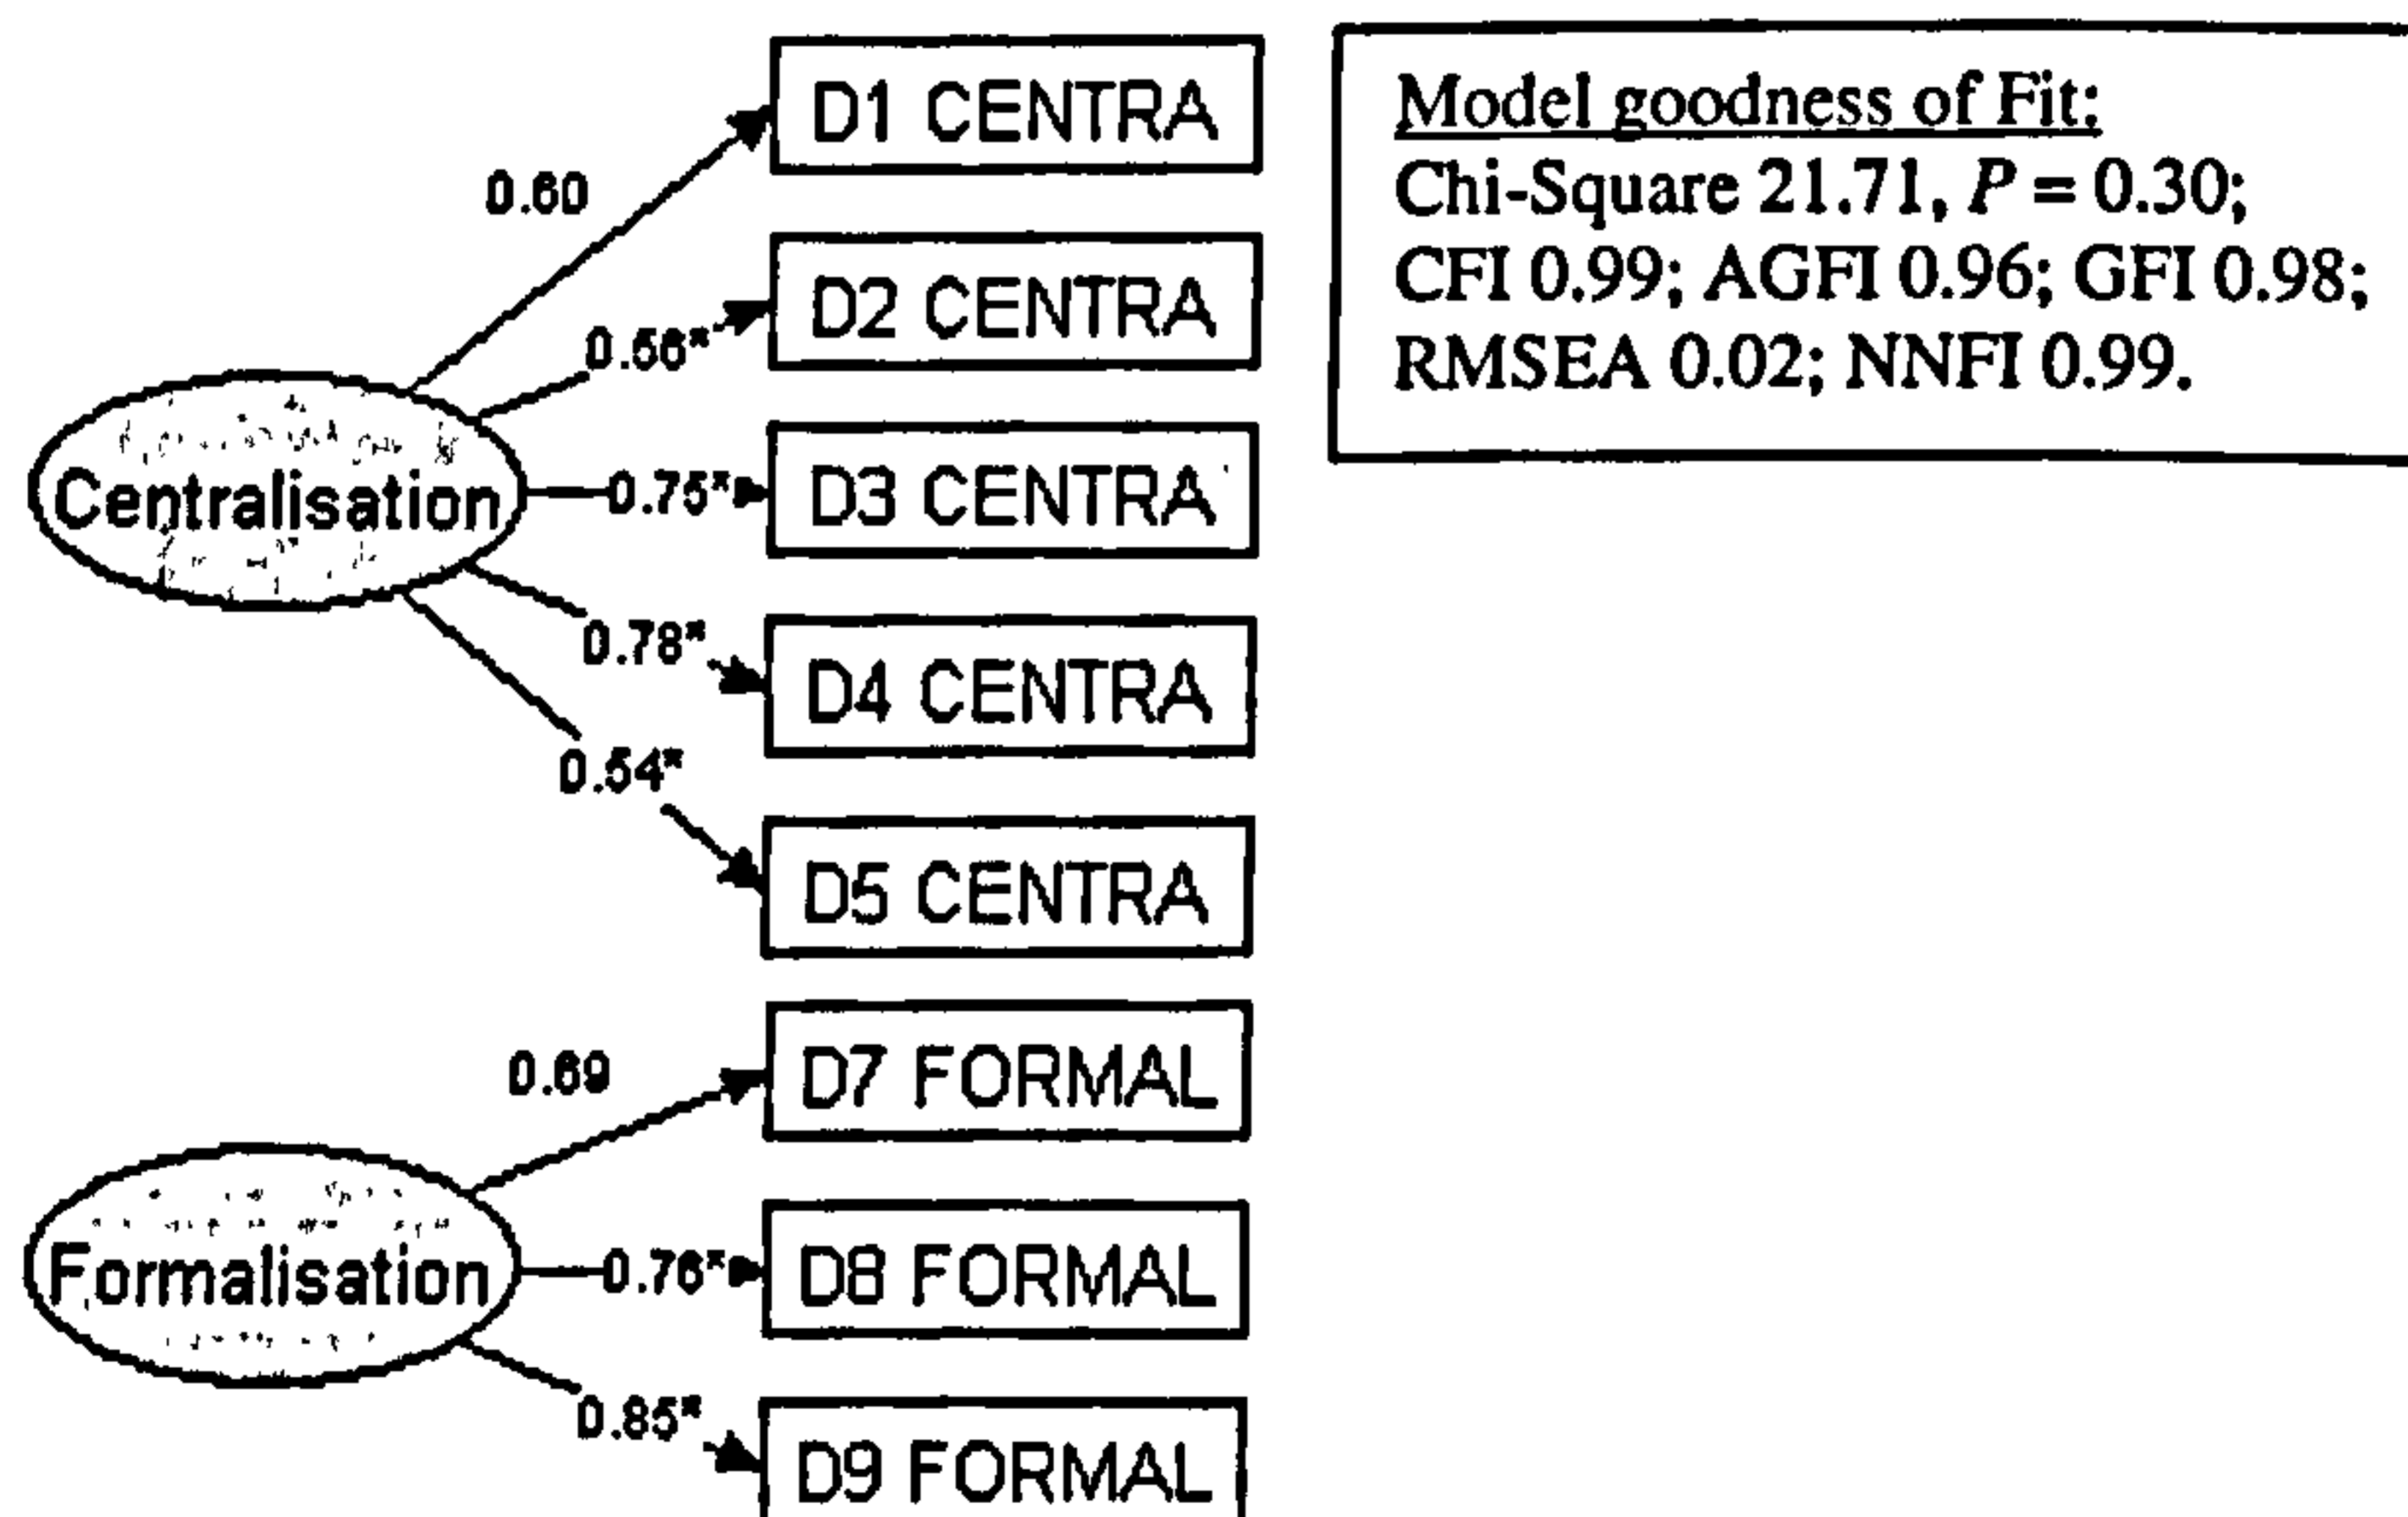 D1 CENTRA
0.60
D2 CENTRA
0.56*
Centralisation
0.75*
D3 CENTRA
0.78*
D4 CENTRA
0.54*
D5 CENTRA
0.69
D7 FORMAL
Formalisation
0.76*
D8 FORMAL
0.85*
D9 FORMAL
Model goodness of Fit:
Chi-Square 21.71, P = 0.30;
CFI 0.99; AGFI 0.96; GFI 0.98;
RMSEA 0.02; NNFI 0.99.